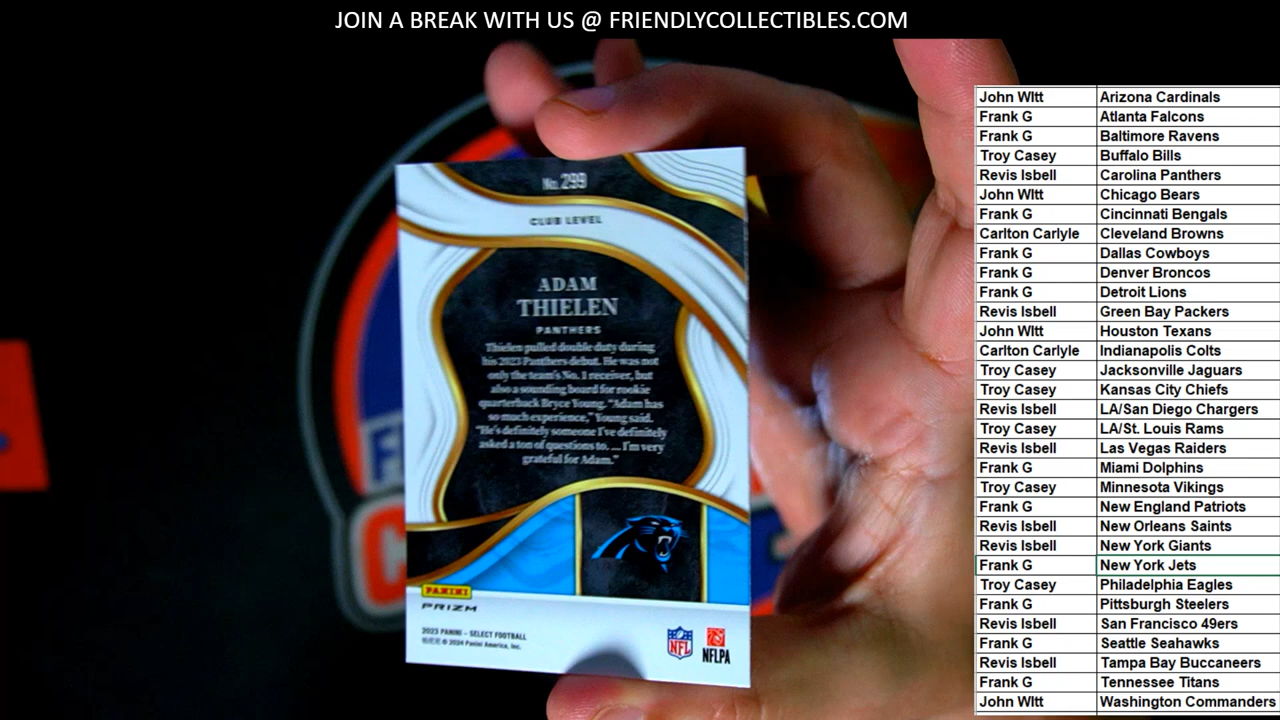 JOIN A BREAK WITH US @ FRIENDLYCOLLECTIBLES.COM
No. 299
CLUB LEVEL
ADAM
THIELEN
PANTHERS
Thielen pulled double duty during
his 2023 Panthers debut. He was not
only the team's No. 1 receiver, but
also a sounding board for rookie
quarterback Bryce Young. "Adam has
so much experience," Young said.
"He's definitely someone I've definitely
asked a ton of questions to. ... I'm very
grateful for Adam."
PANINI
PRIZM
2023 PANINI – SELECT FOOTBALL
© 2024 Panini America, Inc.
NFL
NFLPA
John WItt Arizona Cardinals
Frank G Atlanta Falcons
Frank G Baltimore Ravens
Troy Casey Buffalo Bills
Revis Isbell Carolina Panthers
John WItt Chicago Bears
Frank G Cincinnati Bengals
Carlton Carlyle Cleveland Browns
Frank G Dallas Cowboys
Frank G Denver Broncos
Frank G Detroit Lions
Revis Isbell Green Bay Packers
John WItt Houston Texans
Carlton Carlyle Indianapolis Colts
Troy Casey Jacksonville Jaguars
Troy Casey Kansas City Chiefs
Revis Isbell LA/San Diego Chargers
Troy Casey LA/St. Louis Rams
Revis Isbell Las Vegas Raiders
Frank G Miami Dolphins
Troy Casey Minnesota Vikings
Frank G New England Patriots
Revis Isbell New Orleans Saints
Revis Isbell New York Giants
Frank G New York Jets
Troy Casey Philadelphia Eagles
Frank G Pittsburgh Steelers
Revis Isbell San Francisco 49ers
Frank G Seattle Seahawks
Revis Isbell Tampa Bay Buccaneers
Frank G Tennessee Titans
John WItt Washington Commanders